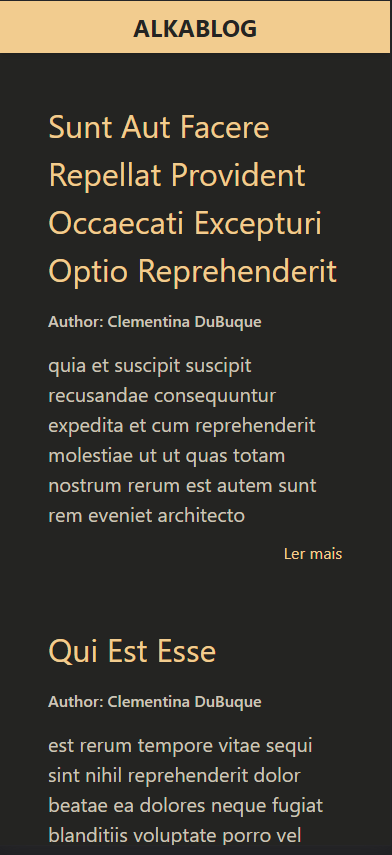 ALKABLOG
Sunt Aut Facere
Repellat Provident
Occaecati Excepturi
Optio Reprehenderit
Author: Clementina DuBuque
quia et suscipit suscipit
recusandae consequuntur
expedita et cum reprehenderit
molestiae ut ut quas totam
nostrum rerum est autem sunt
rem eveniet architecto
Ler mais
Qui Est Esse
Author: Clementina DuBuque
est rerum tempore vitae sequi
sint nihil reprehenderit dolor
beatae ea dolores neque fugiat
blanditiis voluptate porro vel